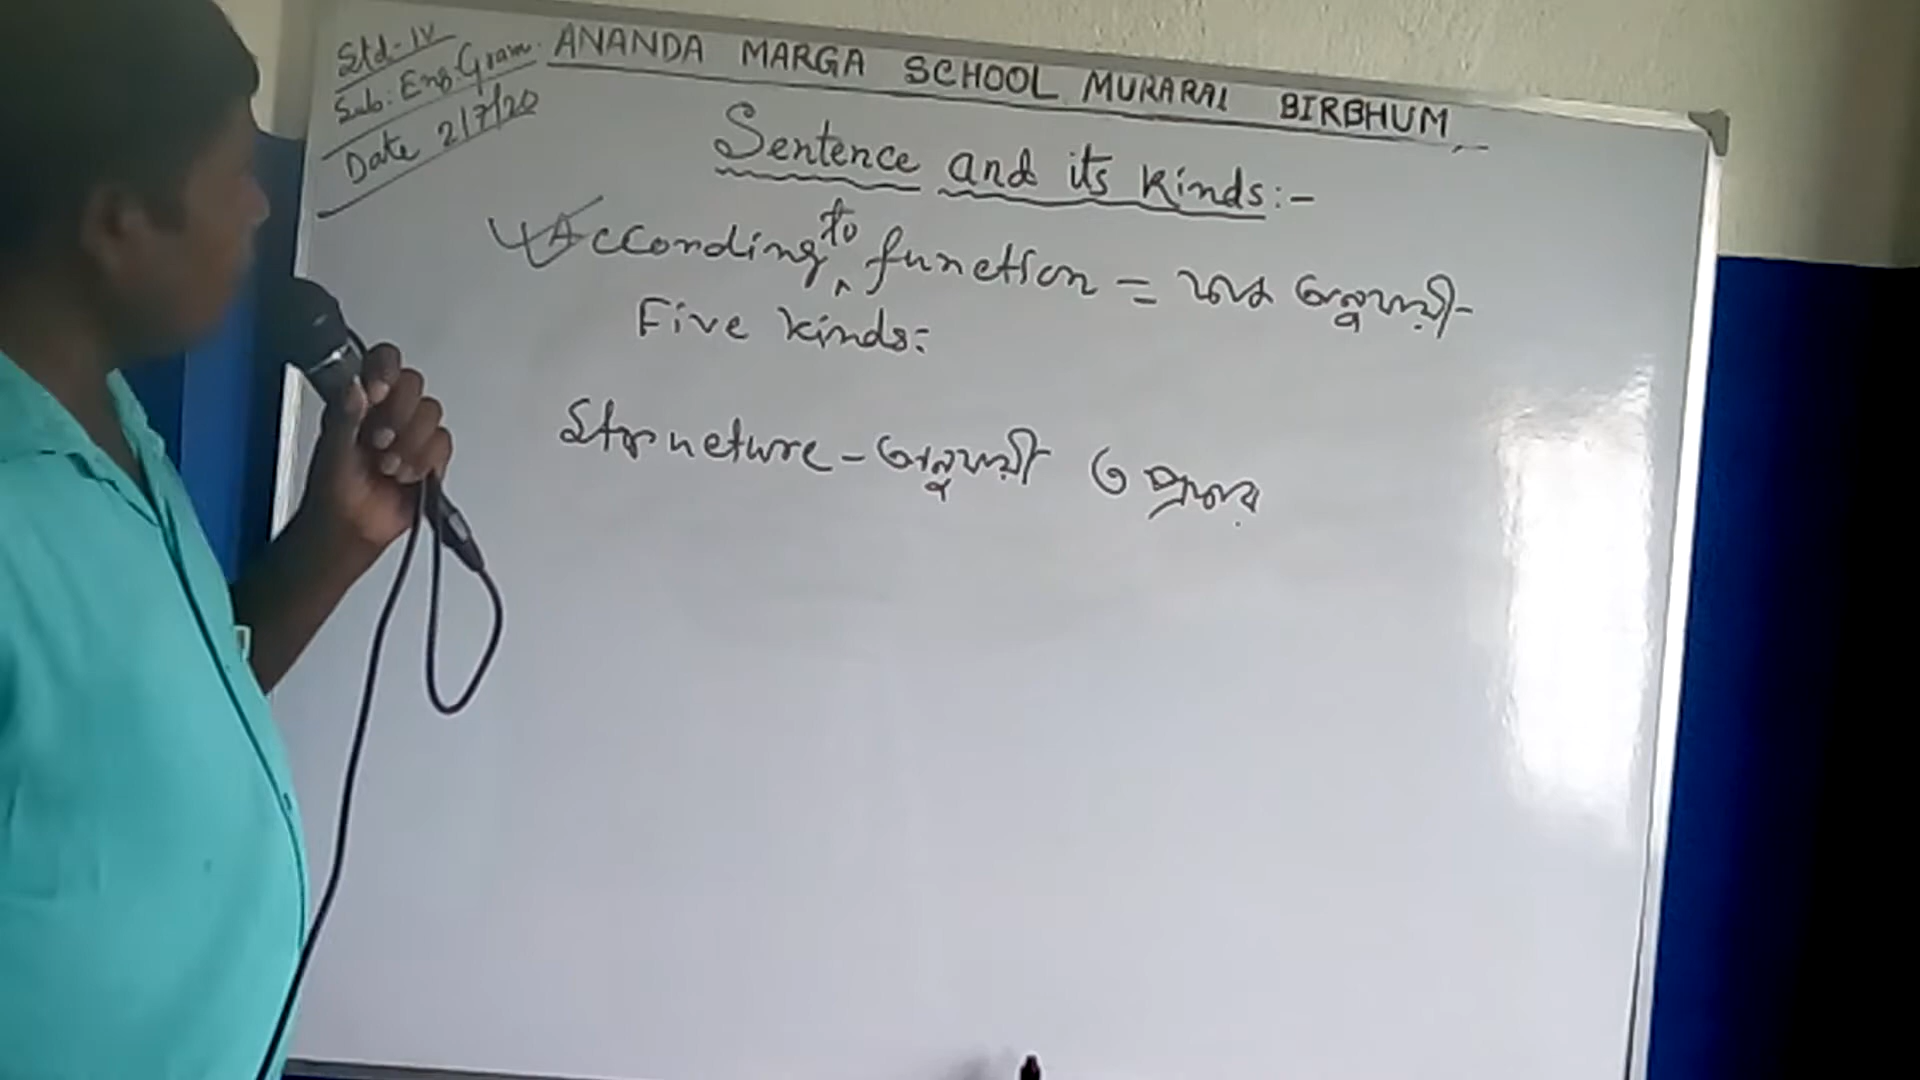 Std-IV
Sub: Eng. Gram.
Date 2/7/20
ANANDA MARGA SCHOOL MURARAI BIRBHUM
Sentence and its kinds:-
According to function = কাজ অনুযায়ী-
Five kinds:
Structure - অনুযায়ী ৩ প্রকার